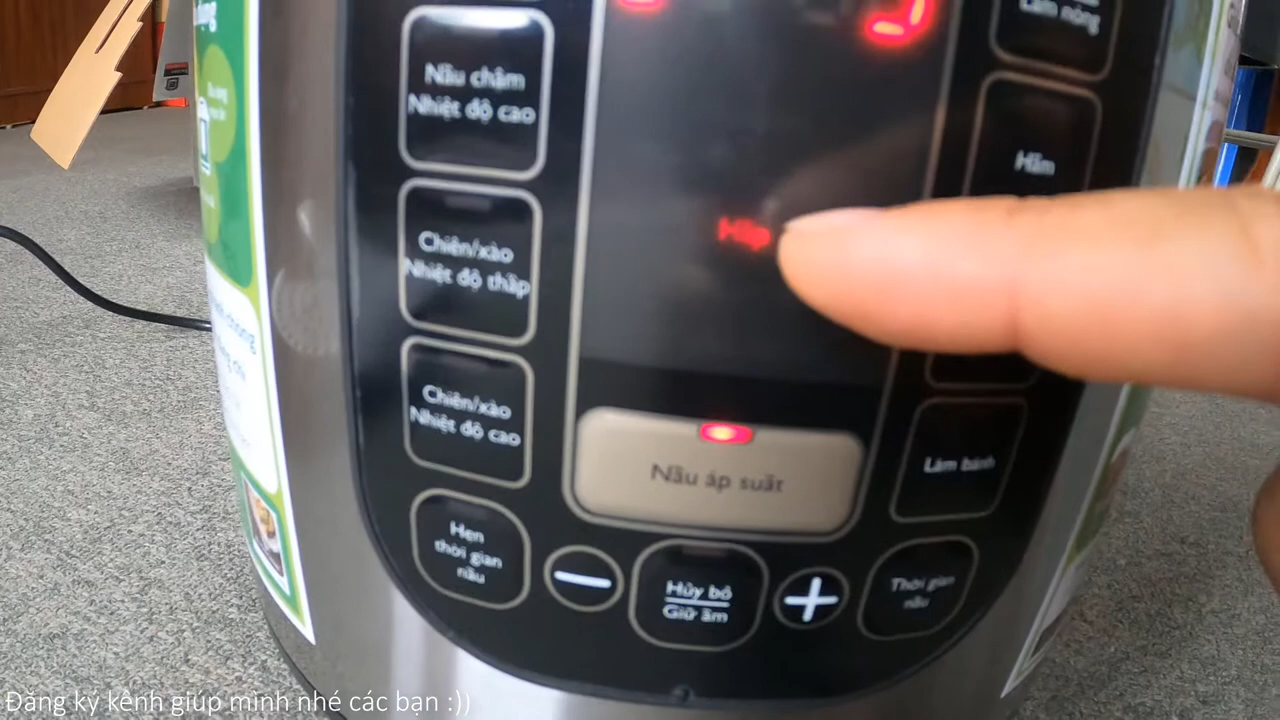 Nấu chậm
Nhiệt độ cao
Chiên/xào
Nhiệt độ thấp
Chiên/xào
Nhiệt độ cao
Hẹn
thời gian
nấu
Hấp
Nấu áp suất
Hủy bỏ
Giữ ấm
Làm nóng
Hầm
Làm bánh
Thời gian
nấu
Đăng ký kênh giúp mình nhé các bạn :))